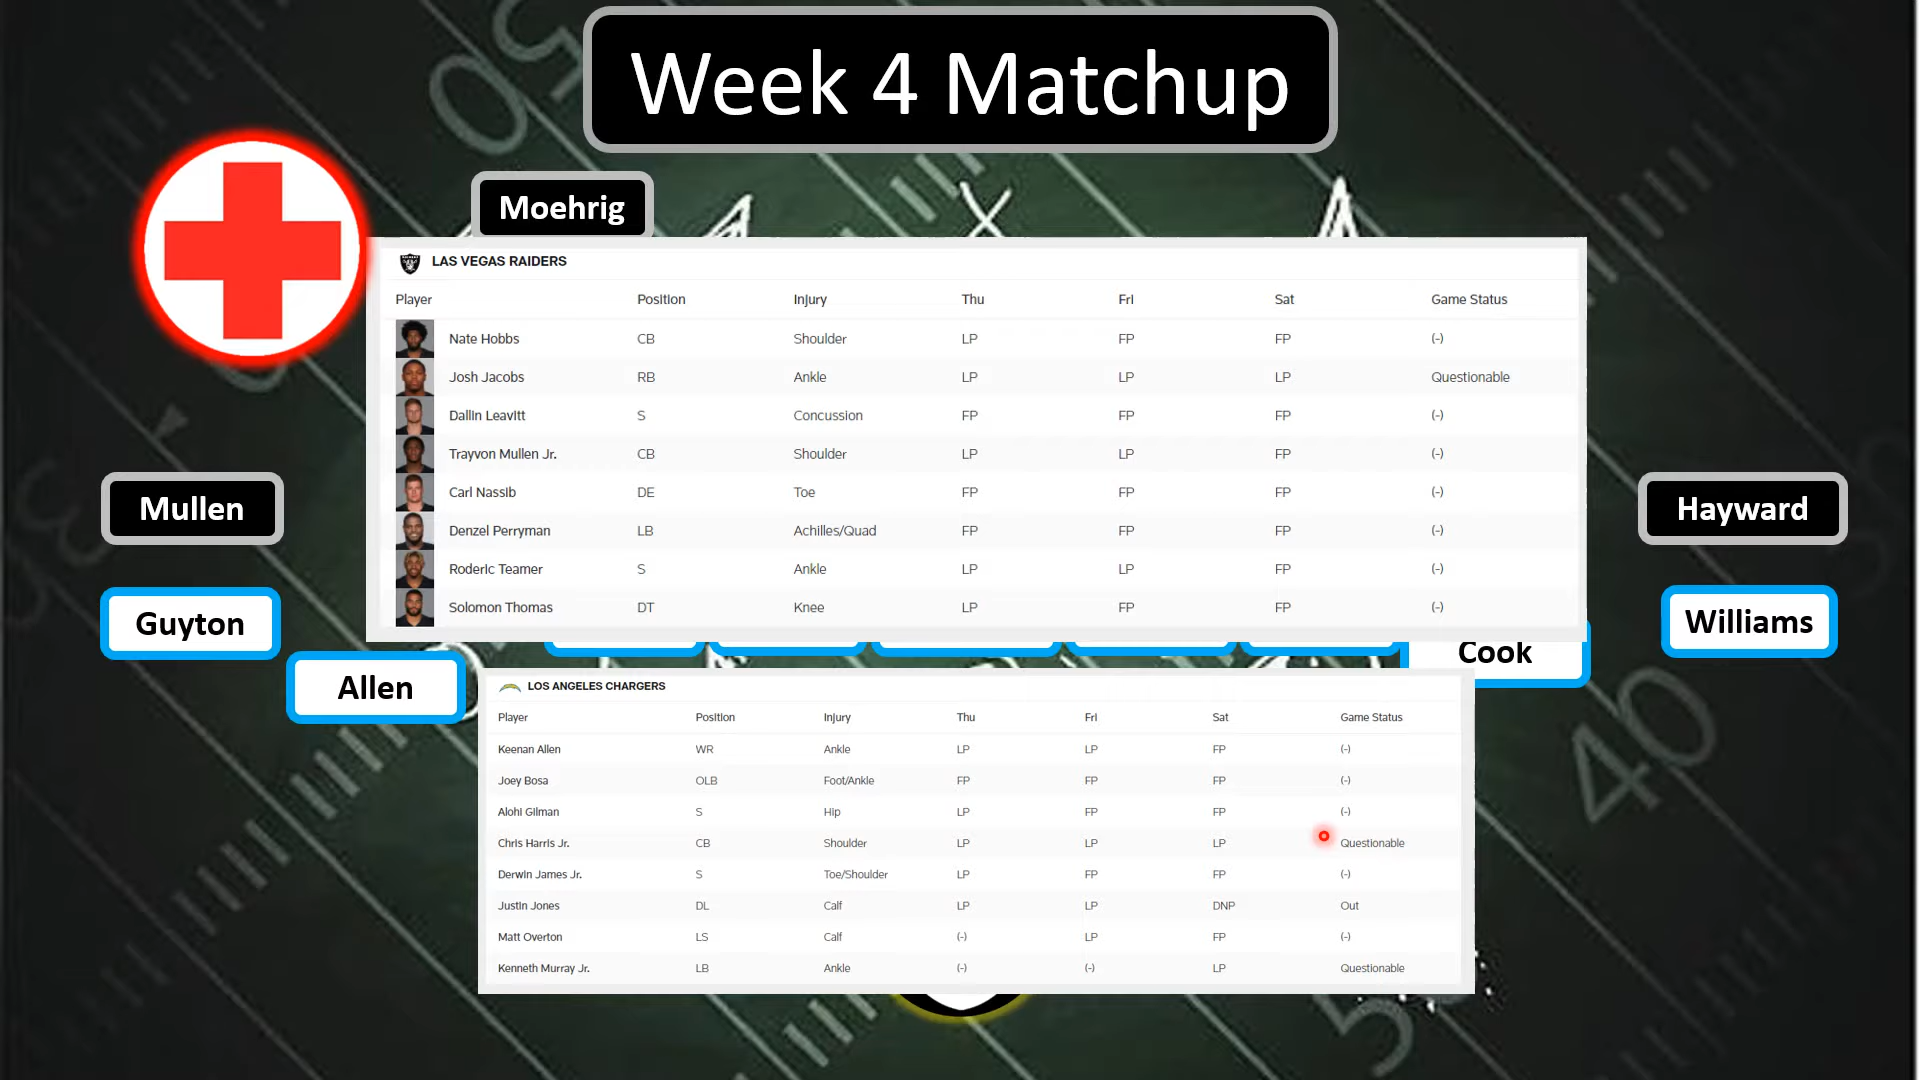 Week 4 Matchup
Moehrig
LAS VEGAS RAIDERS
Player Position Injury Thu Fri Sat Game Status
Nate Hobbs CB Shoulder LP FP FP (-)
Josh Jacobs RB Ankle LP LP LP Questionable
Dallin Leavitt S Concussion FP FP FP (-)
Trayvon Mullen Jr. CB Shoulder LP LP FP (-)
Carl Nassib DE Toe FP FP FP (-)
Denzel Perryman LB Achilles/Quad FP FP FP (-)
Roderic Teamer S Ankle LP LP FP (-)
Solomon Thomas DT Knee LP FP FP (-)
Mullen
Hayward
Guyton
Williams
Cook
Allen
LOS ANGELES CHARGERS
Player Position Injury Thu Fri Sat Game Status
Keenan Allen WR Ankle LP LP FP (-)
Joey Bosa OLB Foot/Ankle FP FP FP (-)
Alohi Gilman S Hip LP FP FP (-)
Chris Harris Jr. CB Shoulder LP LP LP Questionable
Derwin James Jr. S Toe/Shoulder LP FP FP (-)
Justin Jones DL Calf LP LP DNP Out
Matt Overton LS Calf (-) LP FP (-)
Kenneth Murray Jr. LB Ankle (-) (-) LP Questionable
50
40